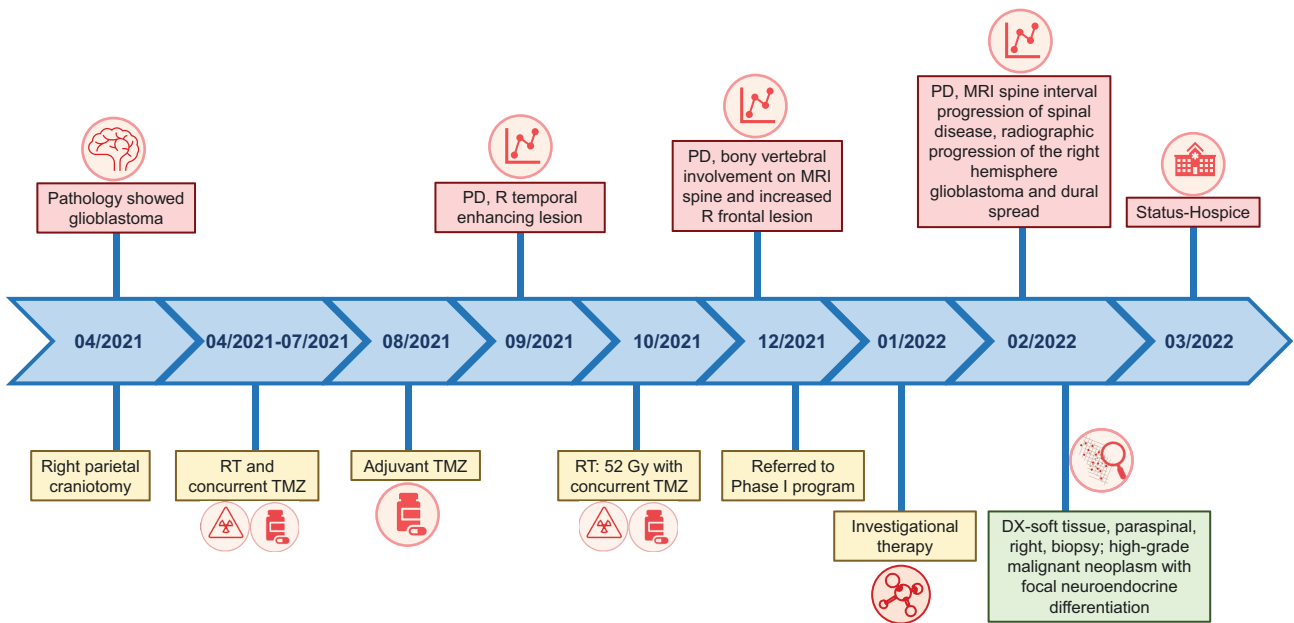 PD, MRI spine interval
progression of spinal
disease, radiographic
progression of the right
hemisphere
glioblastoma and dural
spread
PD, bony vertebral
involvement on MRI
spine and increased
R frontal lesion
Pathology showed
glioblastoma
PD, R temporal
enhancing lesion
Status-Hospice
04/2021
04/2021-07/2021
08/2021
09/2021
10/2021
12/2021
01/2022
02/2022
03/2022
Right parietal
craniotomy
RT and
concurrent TMZ
Adjuvant TMZ
RT: 52 Gy with
concurrent TMZ
Referred to
Phase I program
Investigational
therapy
DX-soft tissue, paraspinal,
right, biopsy; high-grade
malignant neoplasm with
focal neuroendocrine
differentiation